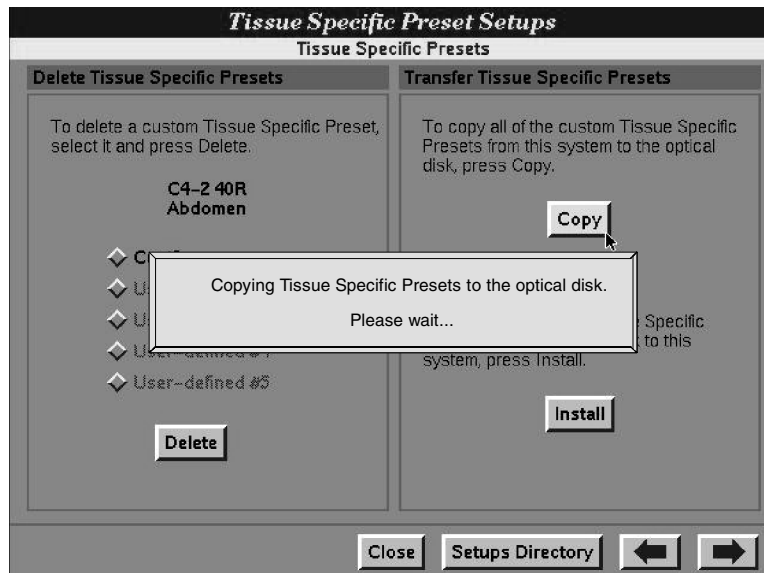 Tissue Specific Preset Setups
Tissue Specific Presets
Delete Tissue Specific Presets
To delete a custom Tissue Specific Preset,
select it and press Delete.
C4-2 40R
Abdomen
User-defined #5
Delete
Transfer Tissue Specific Presets
To copy all of the custom Tissue Specific
Presets from this system to the optical
disk, press Copy.
Copy
Copying Tissue Specific Presets to the optical disk.
Please wait...
Specific
to this
system, press Install.
Install
Close
Setups Directory